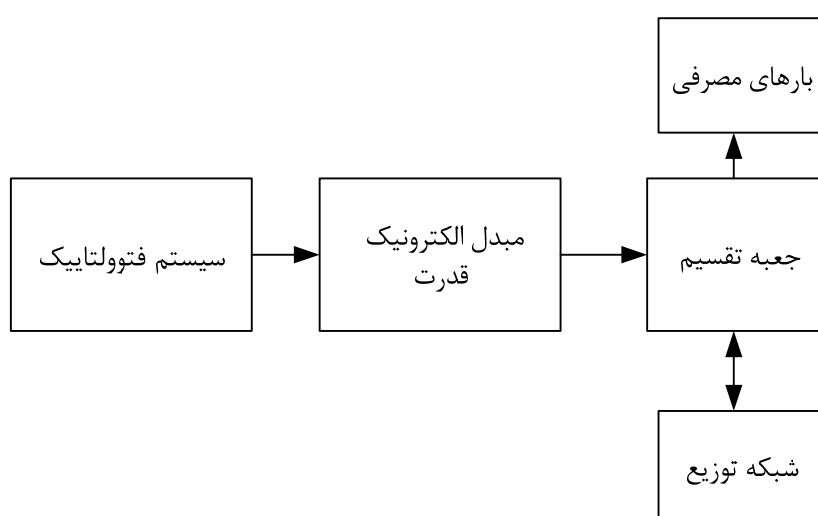 بارهای مصرفی
سیستم فتوولتاییک
مبدل الکترونیک
قدرت
جعبه تقسیم
شبکه توزیع